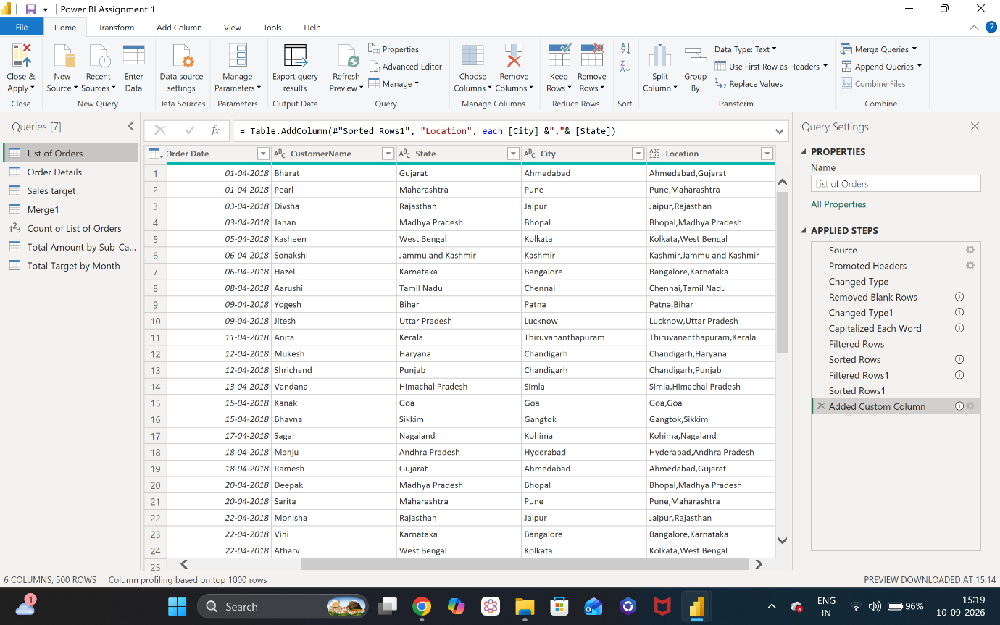 Power BI Assignment 1
File Home Transform Add Column View Tools Help
Close & Apply
Close
New Source
Recent Sources
Enter Data
New Query
Data source settings
Data Sources
Manage Parameters
Parameters
Export query results
Output Data
Refresh Preview
Properties
Advanced Editor
Manage
Query
Choose Columns
Remove Columns
Manage Columns
Keep Rows
Remove Rows
Reduce Rows
Sort
Split Column
Group By
Data Type: Text
Use First Row as Headers
Replace Values
Transform
Merge Queries
Append Queries
Combine Files
Combine
Queries [7]
List of Orders
Order Details
Sales target
Merge1
Count of List of Orders
Total Amount by Sub-Ca...
Total Target by Month
= Table.AddColumn(#"Sorted Rows1", "Location", each [City] &","& [State])
Order Date CustomerName State City Location
1 01-04-2018 Bharat Gujarat Ahmedabad Ahmedabad,Gujarat
2 01-04-2018 Pearl Maharashtra Pune Pune,Maharashtra
3 03-04-2018 Divsha Rajasthan Jaipur Jaipur,Rajasthan
4 03-04-2018 Jahan Madhya Pradesh Bhopal Bhopal,Madhya Pradesh
5 05-04-2018 Kasheen West Bengal Kolkata Kolkata,West Bengal
6 06-04-2018 Sonakshi Jammu and Kashmir Kashmir Kashmir,Jammu and Kashmir
7 06-04-2018 Hazel Karnataka Bangalore Bangalore,Karnataka
8 08-04-2018 Aarushi Tamil Nadu Chennai Chennai,Tamil Nadu
9 09-04-2018 Yogesh Bihar Patna Patna,Bihar
10 09-04-2018 Jitesh Uttar Pradesh Lucknow Lucknow,Uttar Pradesh
11 11-04-2018 Anita Kerala Thiruvananthapuram Thiruvananthapuram,Kerala
12 12-04-2018 Mukesh Haryana Chandigarh Chandigarh,Haryana
13 12-04-2018 Shrichand Punjab Chandigarh Chandigarh,Punjab
14 13-04-2018 Vandana Himachal Pradesh Simla Simla,Himachal Pradesh
15 15-04-2018 Kanak Goa Goa Goa,Goa
16 15-04-2018 Bhavna Sikkim Gangtok Gangtok,Sikkim
17 17-04-2018 Sagar Nagaland Kohima Kohima,Nagaland
18 18-04-2018 Manju Andhra Pradesh Hyderabad Hyderabad,Andhra Pradesh
19 18-04-2018 Ramesh Gujarat Ahmedabad Ahmedabad,Gujarat
20 20-04-2018 Deepak Madhya Pradesh Bhopal Bhopal,Madhya Pradesh
21 20-04-2018 Sarita Maharashtra Pune Pune,Maharashtra
22 22-04-2018 Monisha Rajasthan Jaipur Jaipur,Rajasthan
23 22-04-2018 Vini Karnataka Bangalore Bangalore,Karnataka
24 22-04-2018 Atharv West Bengal Kolkata Kolkata,West Bengal
25
Query Settings
PROPERTIES
Name
List of Orders
All Properties
APPLIED STEPS
Source
Promoted Headers
Changed Type
Removed Blank Rows
Changed Type1
Capitalized Each Word
Filtered Rows
Sorted Rows
Filtered Rows1
Sorted Rows1
Added Custom Column
6 COLUMNS, 500 ROWS Column profiling based on top 1000 rows PREVIEW DOWNLOADED AT 15:14
1
Search
ENG
IN
96%
15:19
10-09-2026